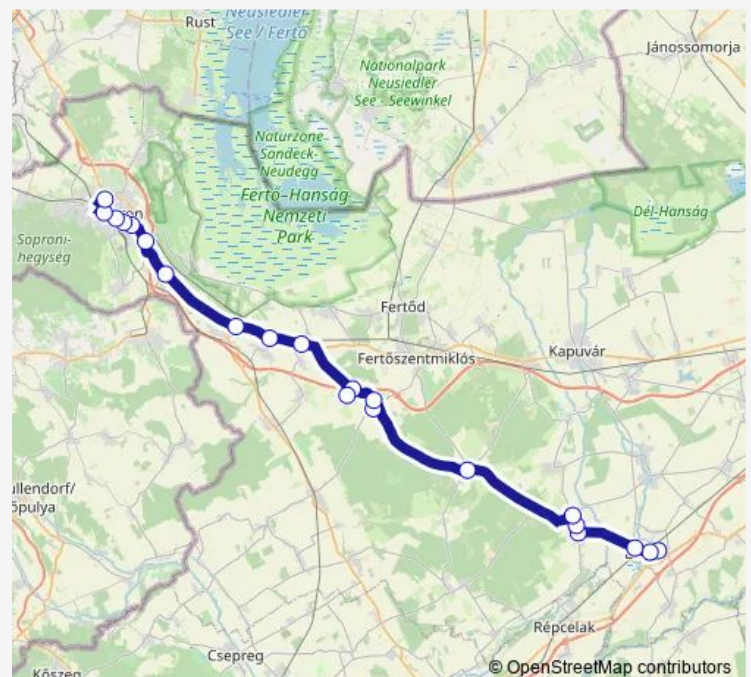 Rust
Neusiedler
See / Fertő
Jánossomorja
Nationalpark
Neusiedler
See - Seewinkel
Naturzone
Sandeck-
Neudegg
Fertő-Hanság
Nemzeti
Park
Dél-Hanság
Soproni-
hegység
Fertőd
Fertőszentmiklós
Kapuvár
ullendorf/
őpulya
Répcelak
Csepreg
Kőszeg
© OpenStreetMap contributors